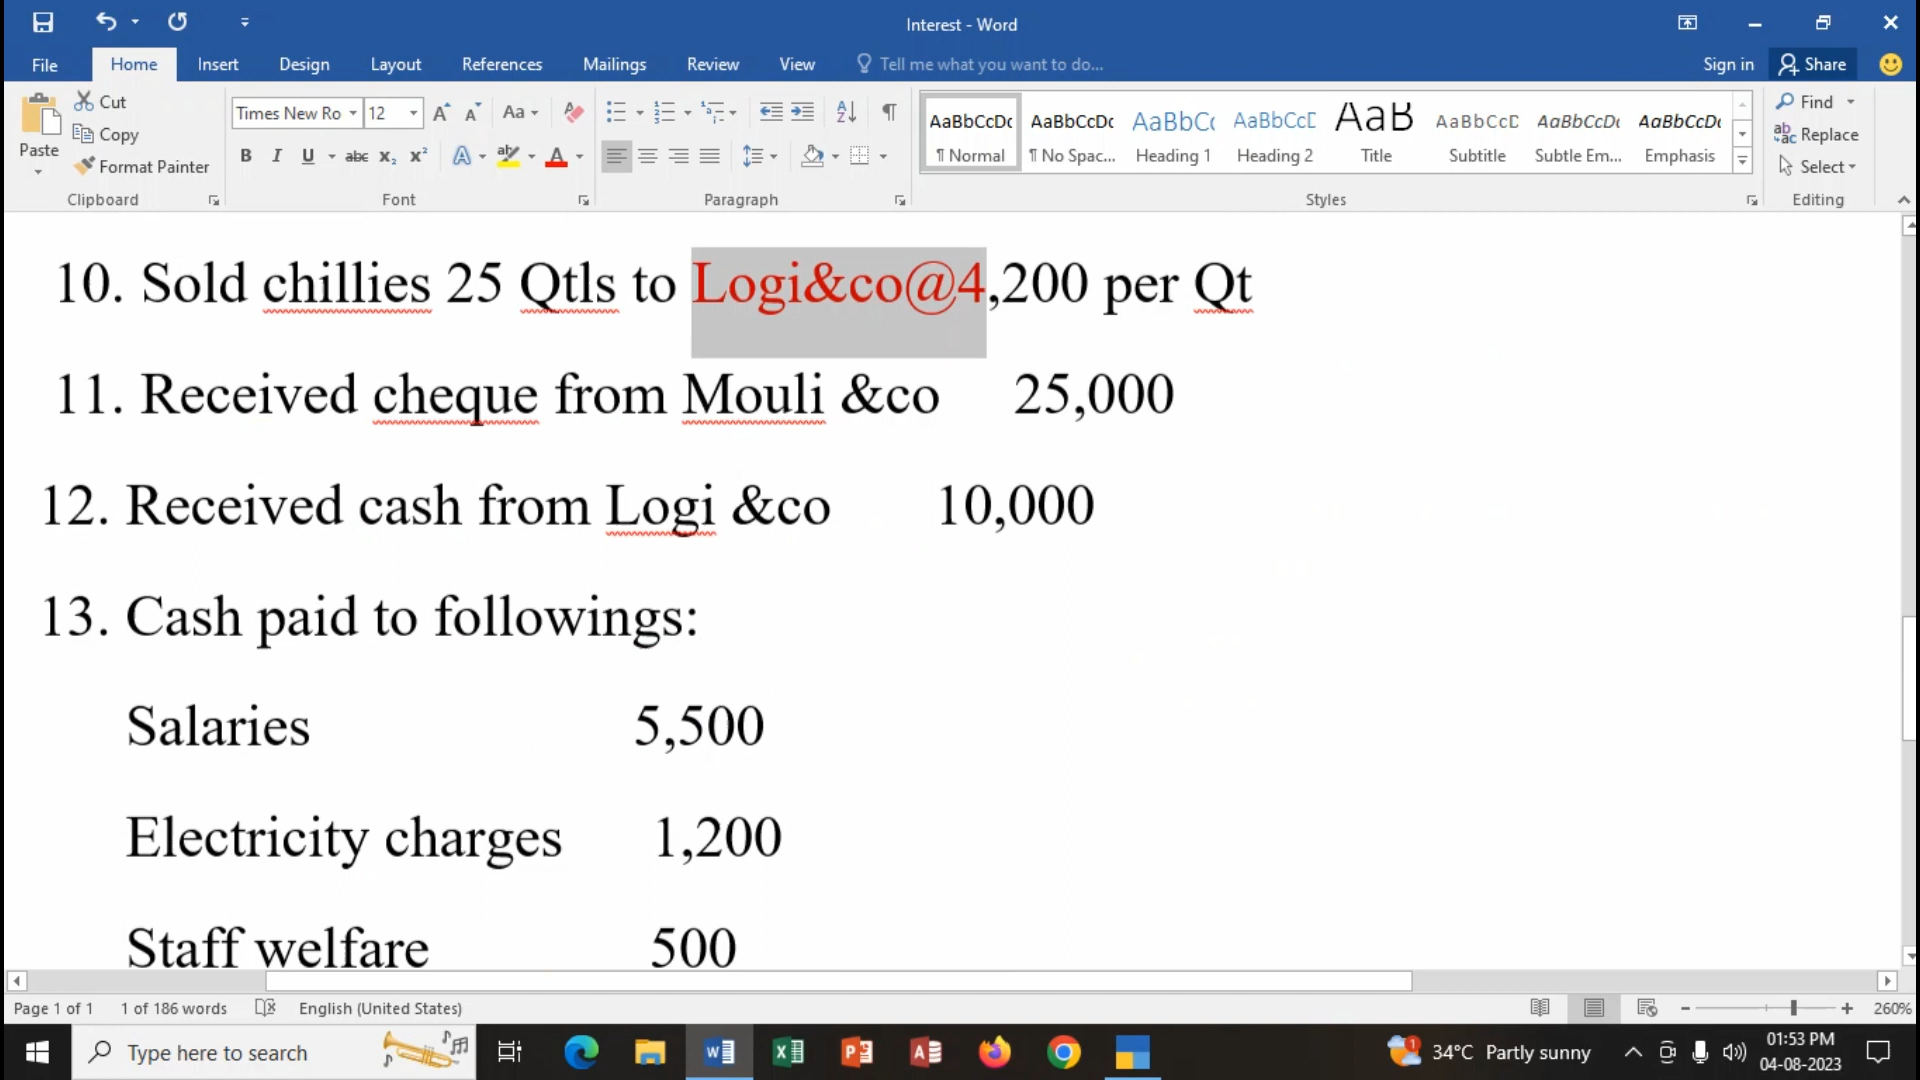 Interest - Word
File Home Insert Design Layout References Mailings Review View Tell me what you want to do... Sign in Share
Paste
Cut
Copy
Format Painter
Clipboard
Times New Ro 12
Aa
B I U abc x₂ x² A aby A
Font
Paragraph
AaBbCcDc AaBbCcDc AaBbC AaBbCcE AaB AaBbCcD AaBbCcDc AaBbCcDc
¶ Normal ¶ No Spac... Heading 1 Heading 2 Title Subtitle Subtle Em... Emphasis
Styles
Find
Replace
Select
Editing
10. Sold chillies 25 Qtls to Logi&co@4,200 per Qt
11. Received cheque from Mouli &co 25,000
12. Received cash from Logi &co 10,000
13. Cash paid to followings:
Salaries 5,500
Electricity charges 1,200
Staff welfare 500
Page 1 of 1 1 of 186 words English (United States) 260%
Type here to search
34°C Partly sunny
01:53 PM
04-08-2023